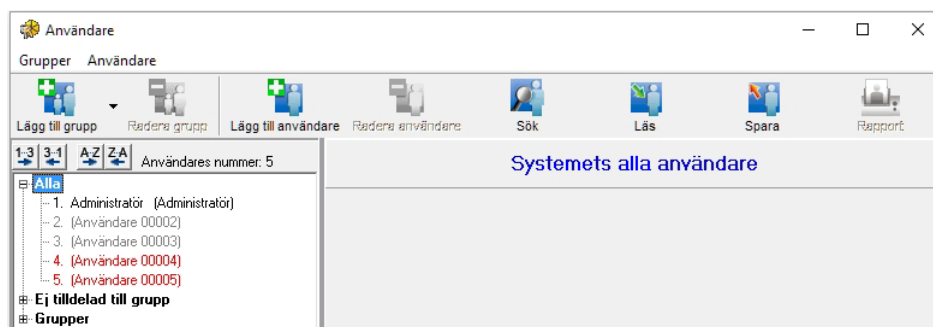 Användare
Grupper Användare
Lägg till grupp Radera grupp Lägg till användare Radera användare Sök Läs Spara Rapport
1-3 3-1 A-Z Z-A Användares nummer: 5
Systemets alla användare
Alla
1. Administratör (Administratör)
2. (Användare 00002)
3. (Användare 00003)
4. (Användare 00004)
5. (Användare 00005)
Ej tilldelad till grupp
Grupper